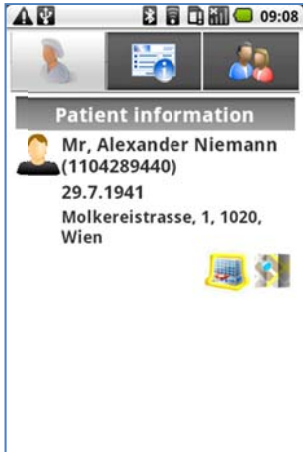 09:08
Patient information
Mr, Alexander Niemann
(1104289440)
29.7.1941
Molkereistrasse, 1, 1020,
Wien